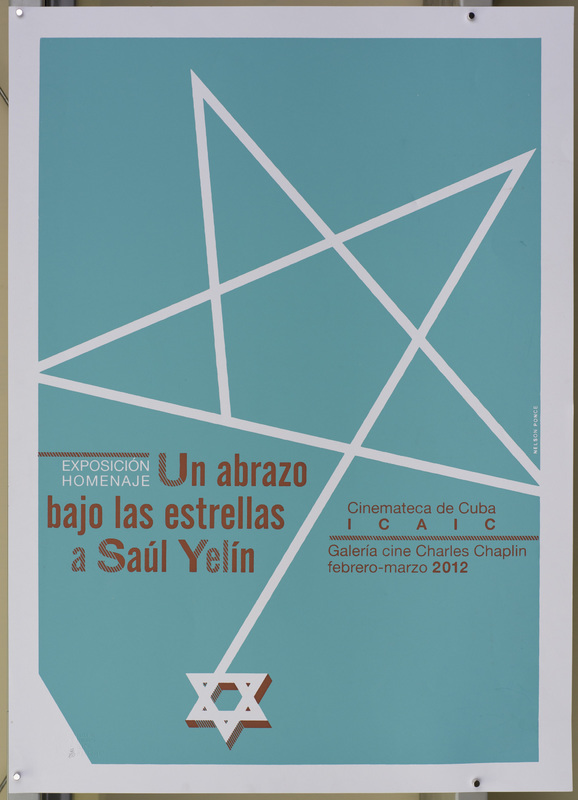 EXPOSICIÓN
HOMENAJE
Un abrazo
bajo las estrellas
a Saúl Yelín
Cinemateca de Cuba
ICAIC
Galería cine Charles Chaplin
febrero-marzo 2012
NELSON PONCE